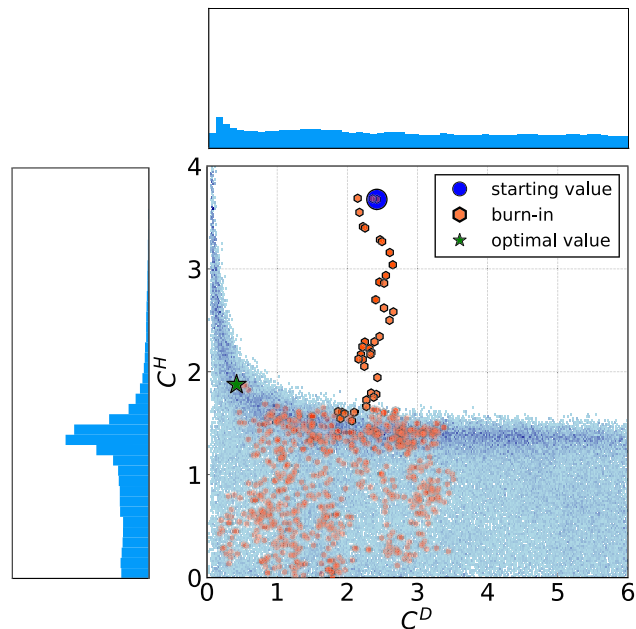 starting value
burn-in
optimal value
4
3
2
1
0
C^H
0 1 2 3 4 5 6
C^D